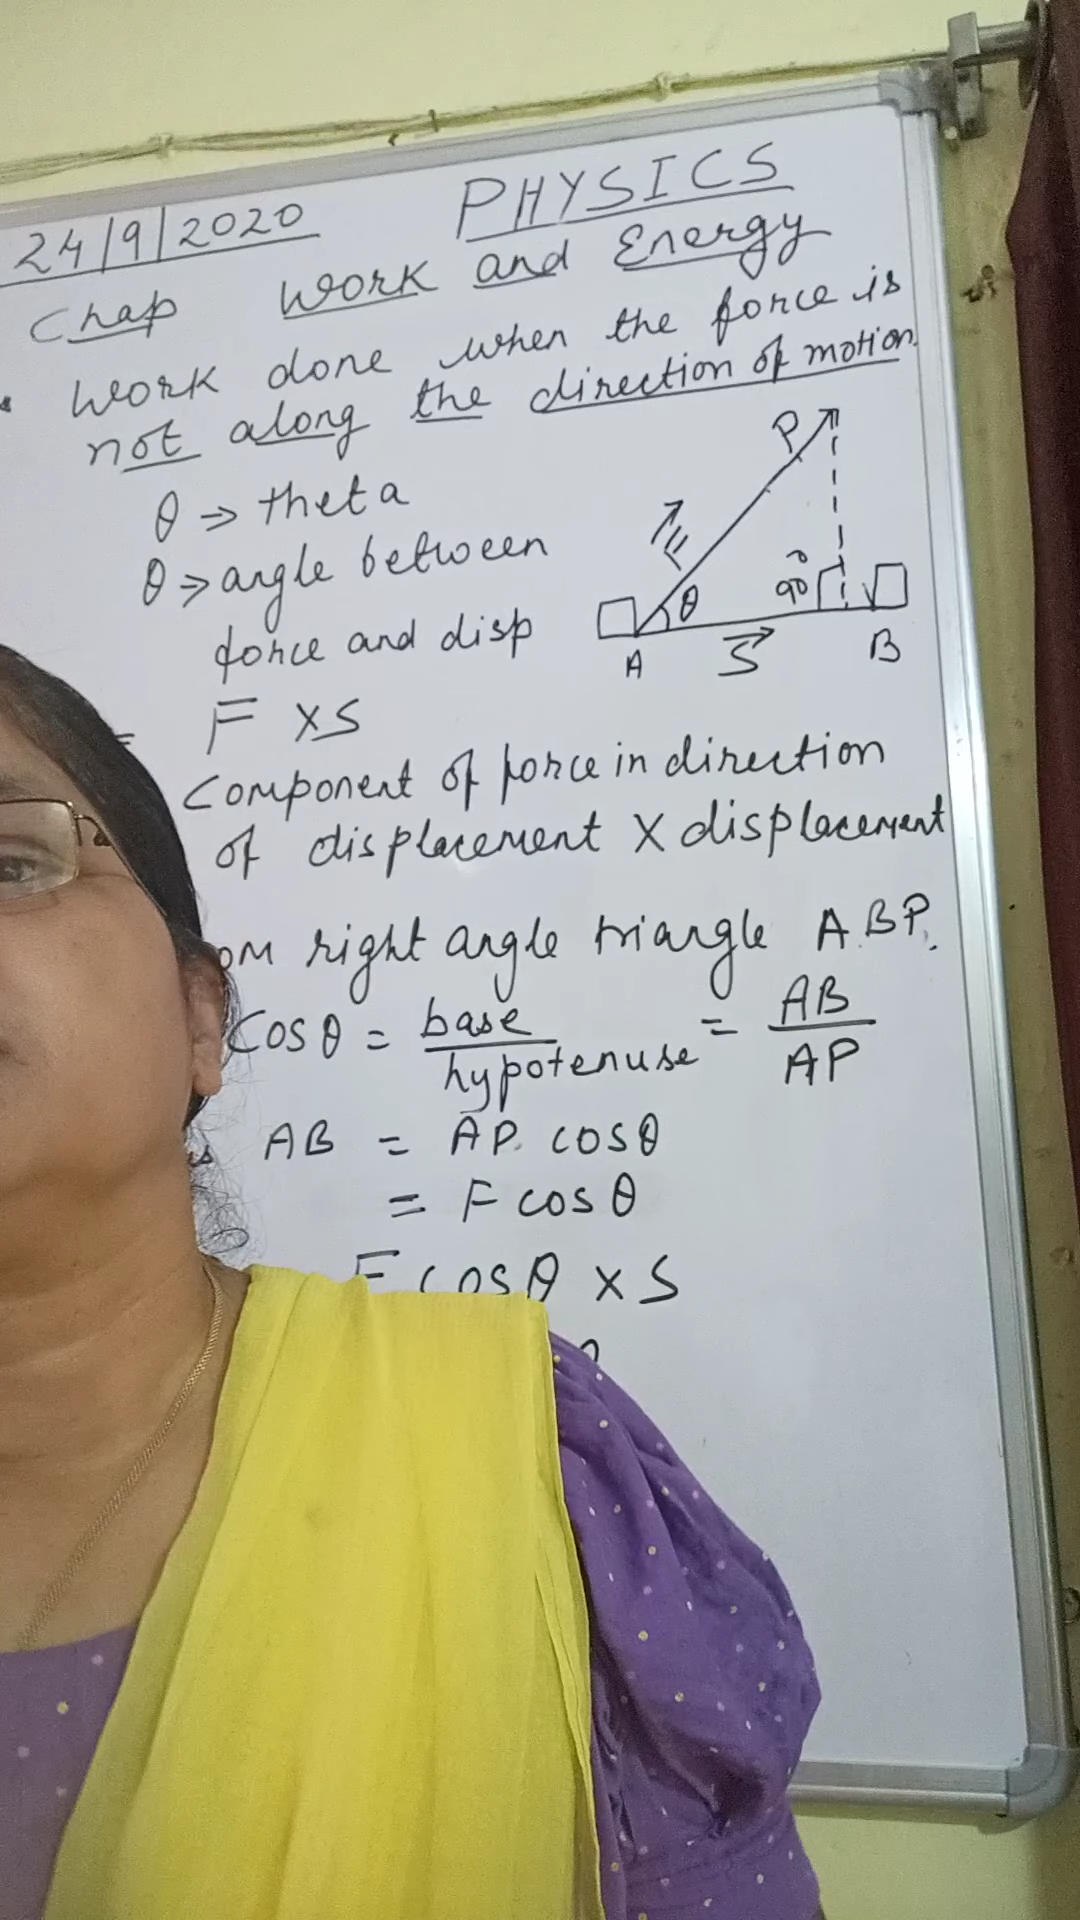 24/9/2020
PHYSICS
Chap Work and Energy
Work done when the force is
not along the direction of motion.
θ ⇒ theta
θ ⇒ angle between
force and disp
P
F
θ
90°
A
S
B
= F x S
Component of force in direction
of displacement X displacement
right angle triangle ABP.
Cos θ = base/hypotenuse = AB/AP
AB = AP. cos θ
= F cos θ
F cos θ x S